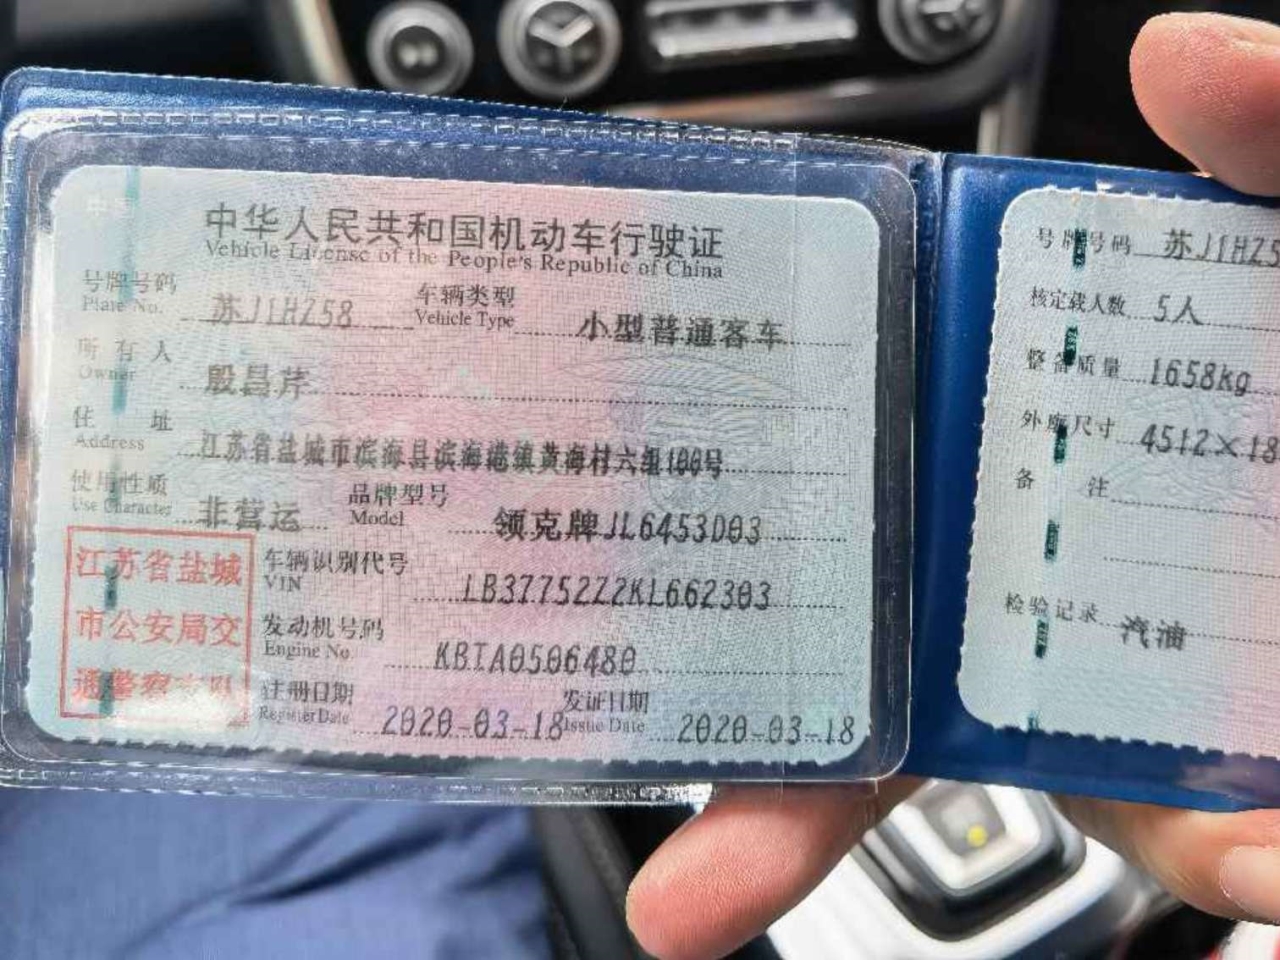 中华人民共和国机动车行驶证
Vehicle License of the People's Republic of China
号牌号码 苏J1HZ58 车辆类型 小型普通客车
Plate No. Vehicle Type
所有人 殷昌芹
Owner
住址 江苏省盐城市滨海县滨海港镇黄海村六组100号
Address
使用性质 非营运 品牌型号 领克牌JL6453D03
Use Character Model
江苏省盐城
市公安局交
通警察支队
车辆识别代号 LB37752Z2KL662303
VIN
发动机号码 KBTA0506480
Engine No.
注册日期 2020-03-18 发证日期 2020-03-18
Register Date Issue Date
号牌号码 苏J1HZ5
核定载人数 5人
整备质量 1658kg
外廓尺寸 4512×18
备注
检验记录 汽油